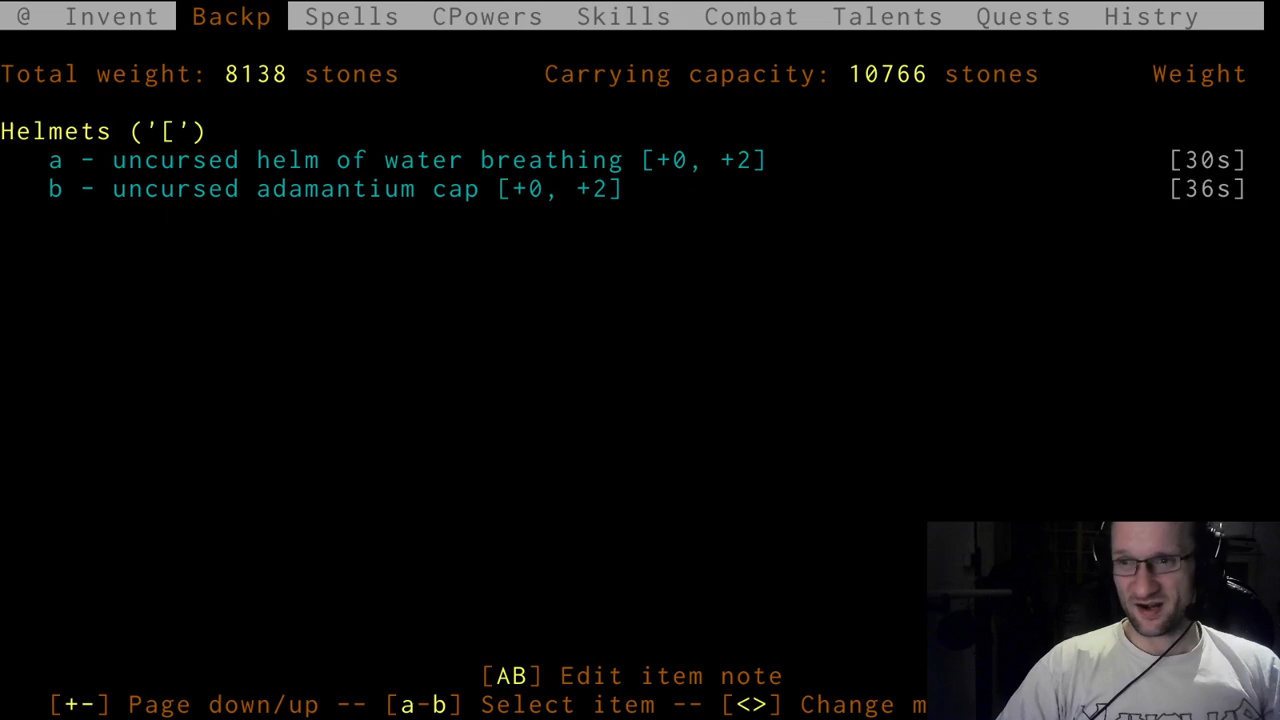 @ Invent Backp Spells CPowers Skills Combat Talents Quests Histry
Total weight: 8138 stones Carrying capacity: 10766 stones Weight
Helmets ('[')
a - uncursed helm of water breathing [+0, +2] [30s]
b - uncursed adamantium cap [+0, +2] [36s]
[AB] Edit item note
[+-] Page down/up -- [a-b] Select item -- [<>] Change m